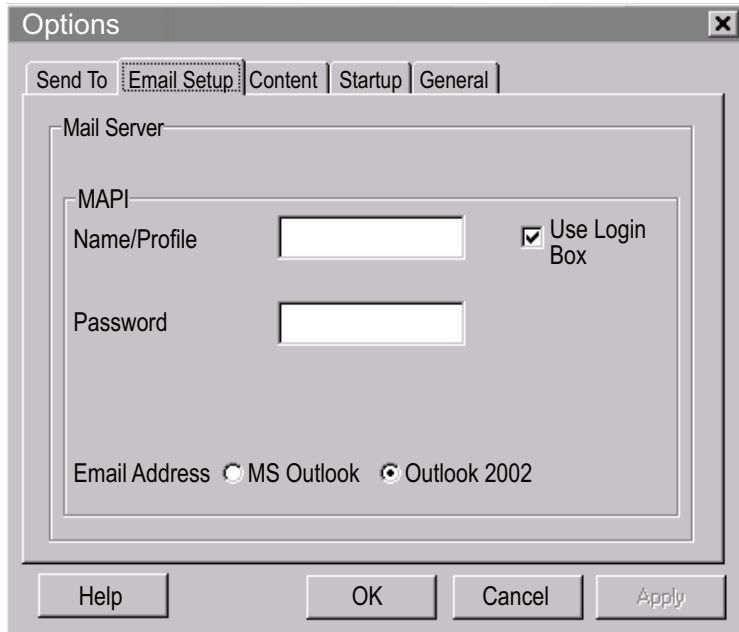 Options
Send To Email Setup Content Startup General
Mail Server
MAPI
Name/Profile
Use Login
Box
Password
Email Address MS Outlook Outlook 2002
Help OK Cancel Apply